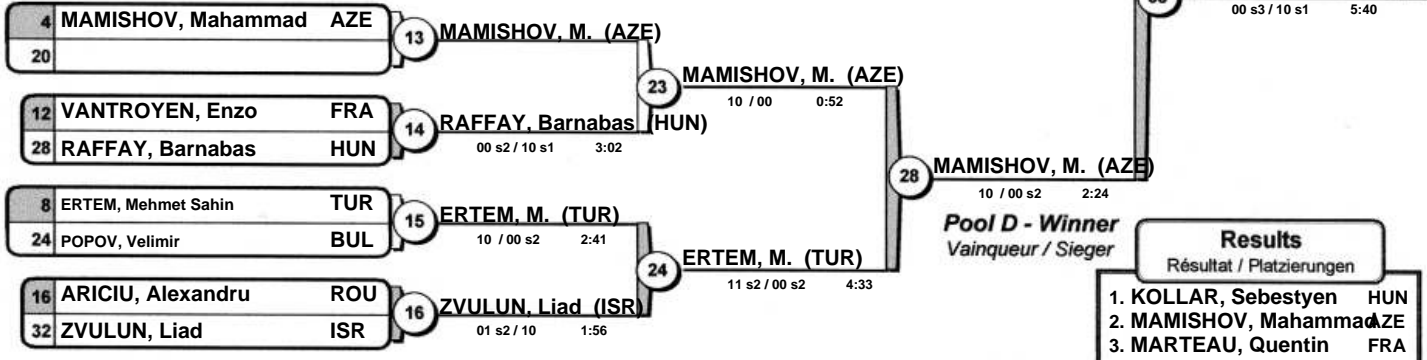 4 MAMISHOV, Mahammad AZE
20
13 MAMISHOV, M. (AZE)
12 VANTROYEN, Enzo FRA
28 RAFFAY, Barnabas HUN
14 RAFFAY, Barnabas (HUN)
00 s2 / 10 s1 3:02
23 MAMISHOV, M. (AZE)
10 / 00 0:52
8 ERTEM, Mehmet Sahin TUR
24 POPOV, Velimir BUL
15 ERTEM, M. (TUR)
10 / 00 s2 2:41
16 ARICIU, Alexandru ROU
32 ZVULUN, Liad ISR
16 ZVULUN, Liad (ISR)
01 s2 / 10 1:56
24 ERTEM, M. (TUR)
11 s2 / 00 s2 4:33
28 MAMISHOV, M. (AZE)
10 / 00 s2 2:24
Pool D - Winner
Vainqueur / Sieger
00 s3 / 10 s1 5:40
Results
Résultat / Platzierungen
1. KOLLAR, Sebestyen HUN
2. MAMISHOV, Mahammad AZE
3. MARTEAU, Quentin FRA